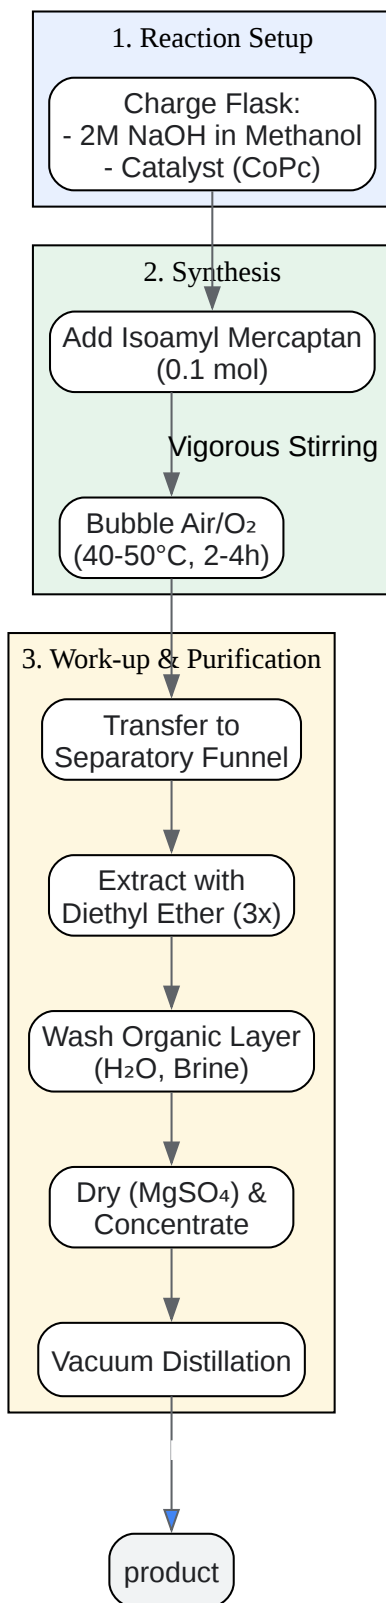 1. Reaction Setup
Charge Flask:
- 2M NaOH in Methanol
- Catalyst (CoPc)
2. Synthesis
Add Isoamyl Mercaptan
(0.1 mol)
Vigorous Stirring
Bubble Air/O₂
(40-50°C, 2-4h)
3. Work-up & Purification
Transfer to
Separatory Funnel
Extract with
Diethyl Ether (3x)
Wash Organic Layer
(H₂O, Brine)
Dry (MgSO₄) &
Concentrate
Vacuum Distillation
product